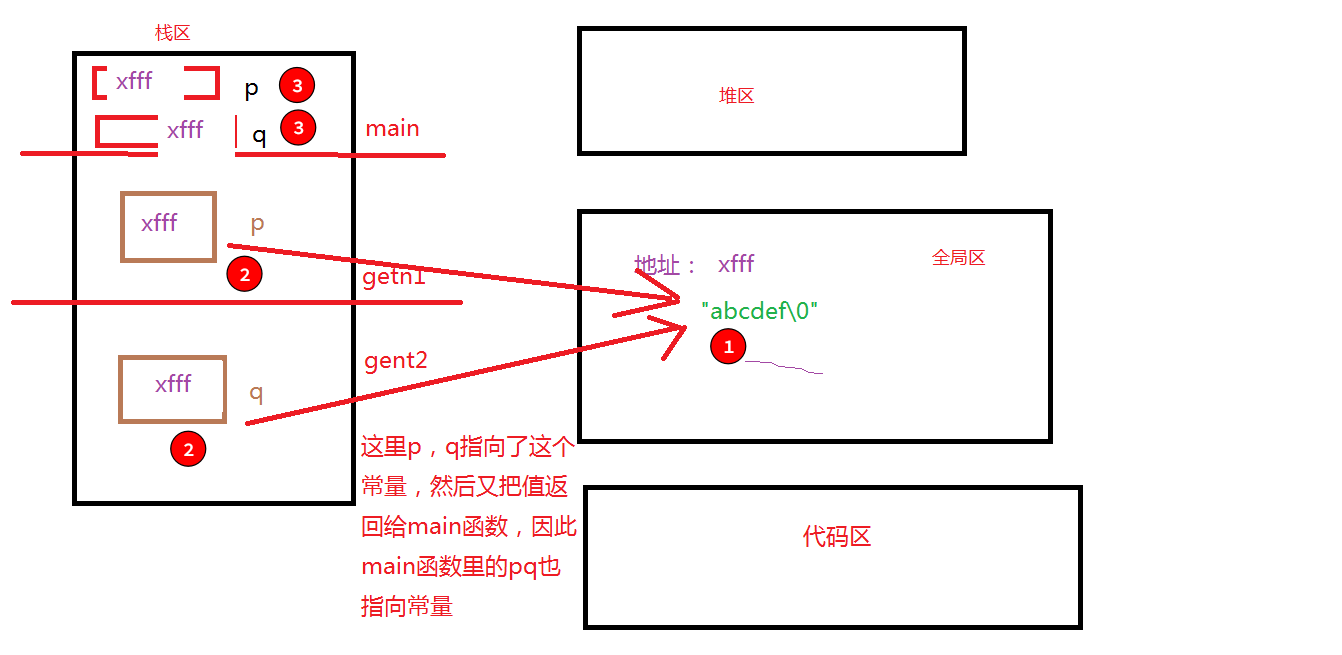 栈区
xfff p 3
xfff q 3
main
xfff p
2
getn1
xfff q
2
gent2
这里p，q指向了这个
常量，然后又把值返
回给main函数，因此
main函数里的pq也
指向常量
堆区
全局区
地址： xfff
"abcdef\0"
1
代码区